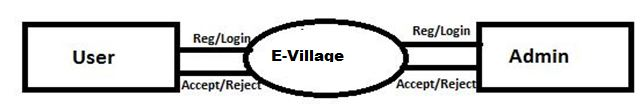 Reg/Login
Reg/Login
User
E-Village
Admin
Accept/Reject
Accept/Reject